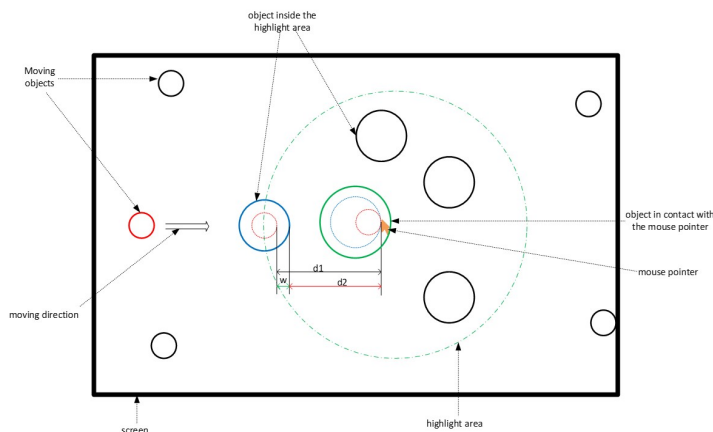 object inside the
highlight area
Moving
objects
object in contact with
the mouse pointer
d1
w
d2
mouse pointer
moving direction
highlight area
screen